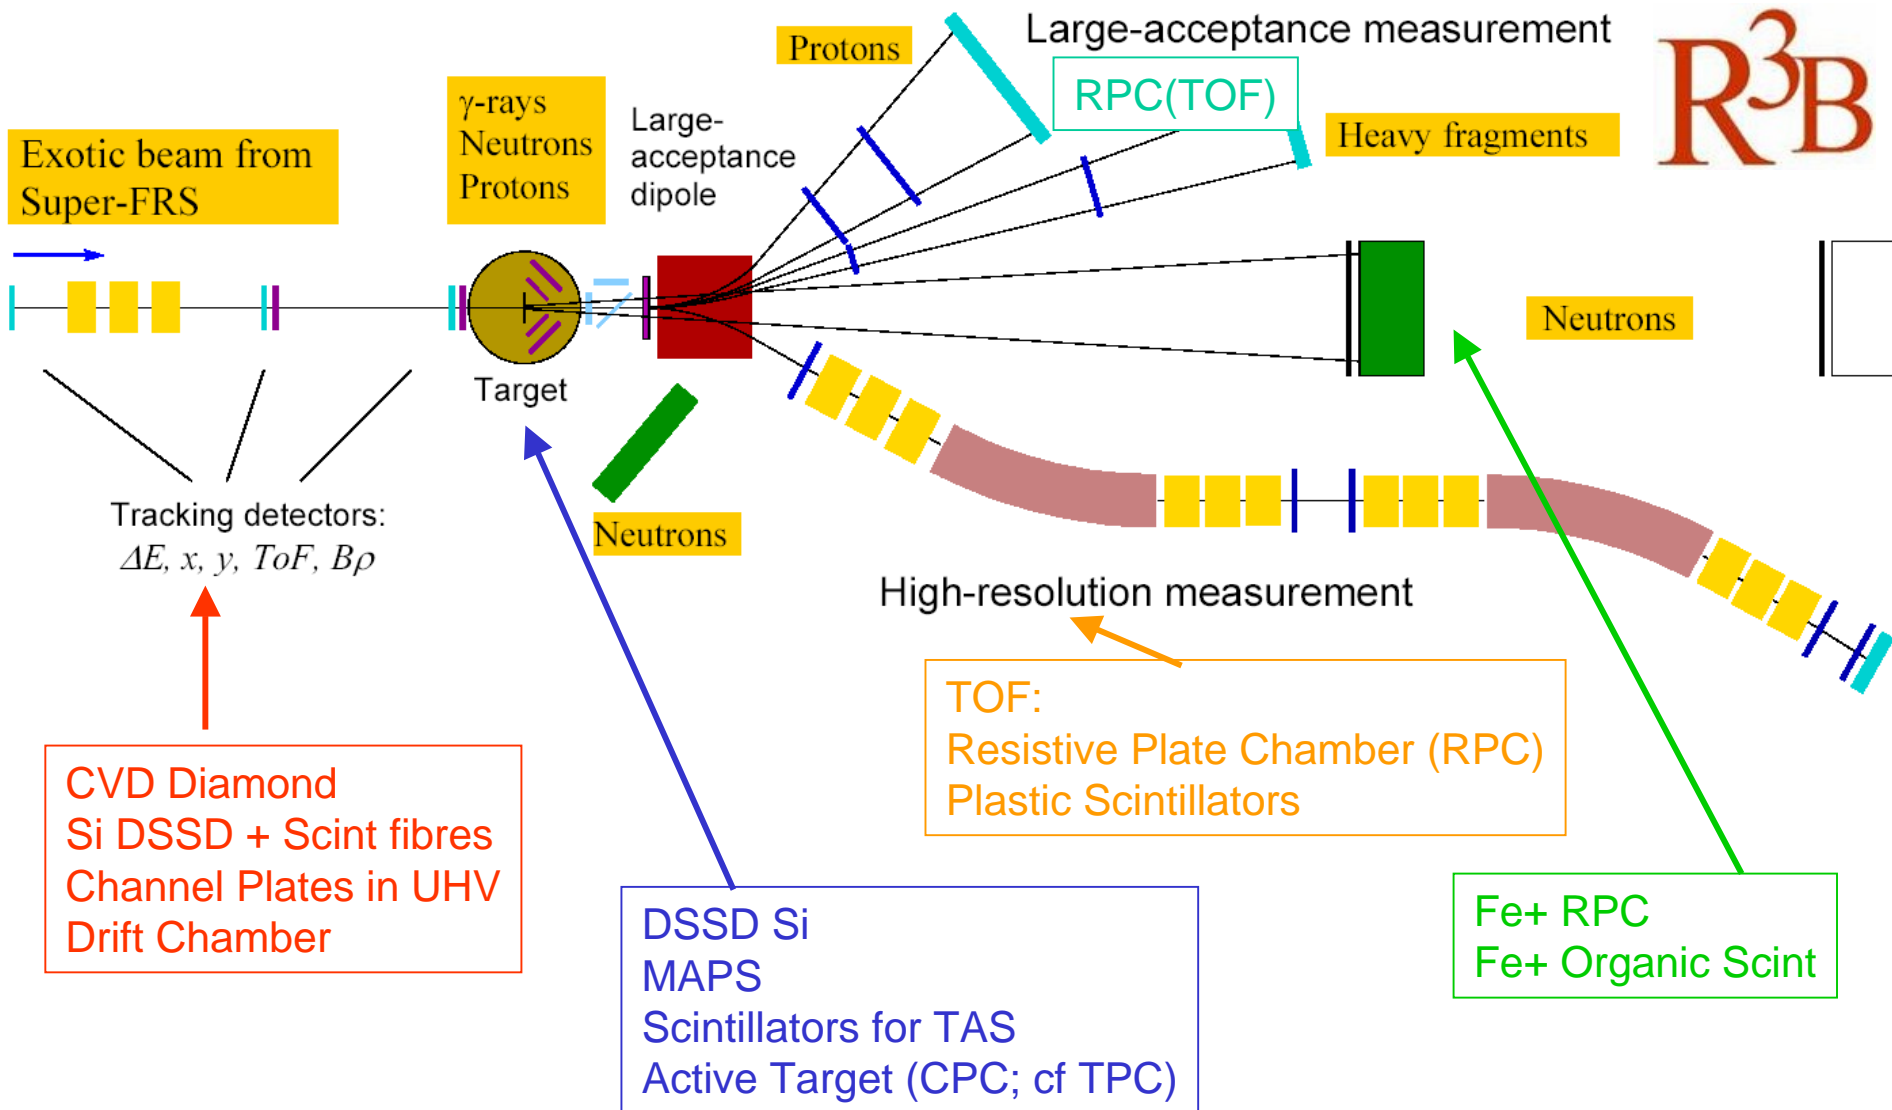 Large-acceptance measurement
R3B
Protons
RPC(TOF)
γ-rays
Neutrons
Protons
Large-
acceptance
dipole
Heavy fragments
Exotic beam from
Super-FRS
Neutrons
Target
Tracking detectors:
ΔE, x, y, ToF, Bρ
Neutrons
High-resolution measurement
TOF:
Resistive Plate Chamber (RPC)
Plastic Scintillators
CVD Diamond
Si DSSD + Scint fibres
Channel Plates in UHV
Drift Chamber
DSSD Si
MAPS
Scintillators for TAS
Active Target (CPC; cf TPC)
Fe+ RPC
Fe+ Organic Scint